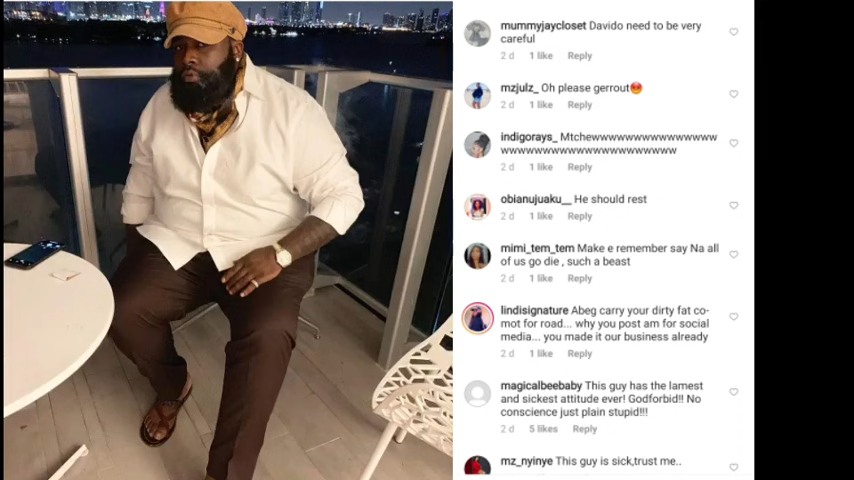 mummyjaycloset Davido need to be very
careful
2 d 1 like Reply
mzjulz_ Oh please gerrout😡
2 d 1 like Reply
indigorays_ Mtchewwwwwwwwwwwwwwww
wwwwwwwwwwwwwwwwwwwww
2 d 1 like Reply
obianujuaku__ He should rest
2 d 1 like Reply
mimi_tem_tem Make e remember say Na all
of us go die , such a beast
2 d 1 like Reply
lindisignature Abeg carry your dirty fat co-
mot for road... why you post am for social
media... you made it our business already
2 d 1 like Reply
magicalbeebaby This guy has the lamest
and sickest attitude ever! Godforbid!! No
conscience just plain stupid!!!
2 d 5 likes Reply
mz_nyinye This guy is sick,trust me..